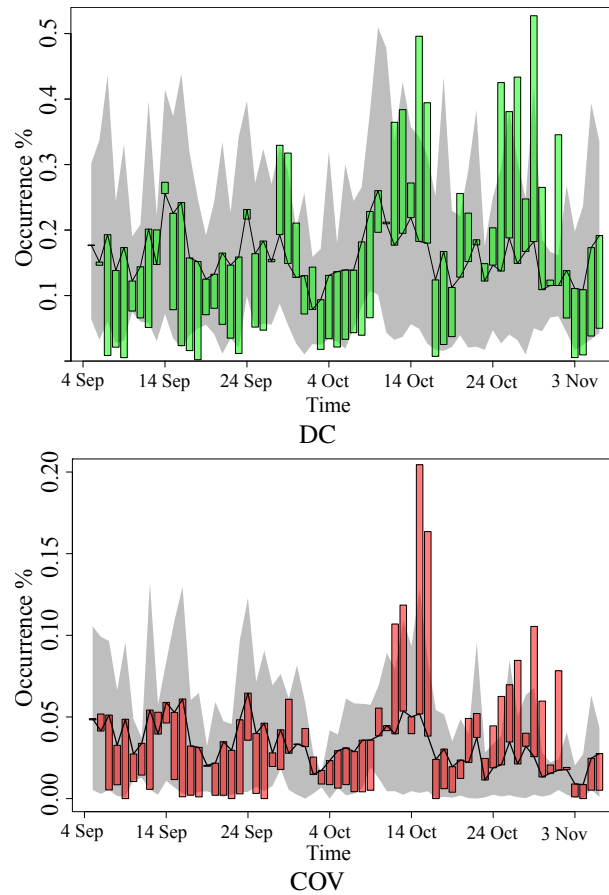 Occurrence %
0.5
0.4
0.3
0.2
0.1
4 Sep 14 Sep 24 Sep 4 Oct 14 Oct 24 Oct 3 Nov
Time
DC
Occurrence %
0.20
0.15
0.10
0.05
0.00
4 Sep 14 Sep 24 Sep 4 Oct 14 Oct 24 Oct 3 Nov
Time
COV